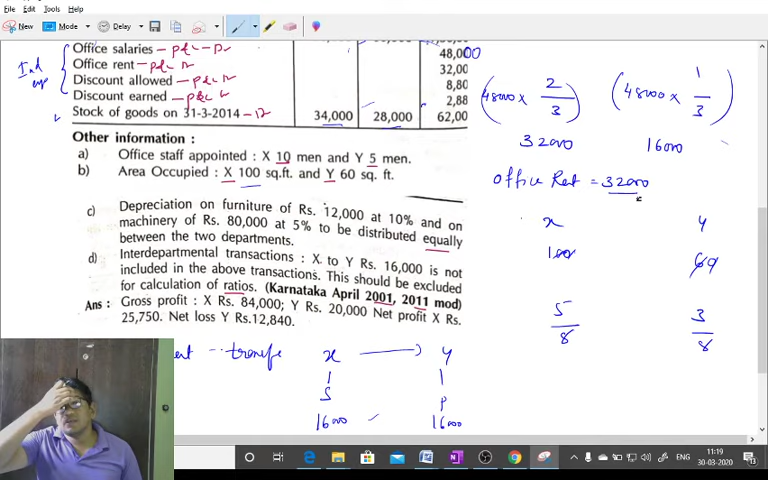 File Edit View Tools Help
New Mode Delay
Office salaries - p&L - Dr 48,000
Ind exp
Office rent - p&L Dr 32,00
Discount allowed - p&L Dr 8,80
Discount earned - p&L 2,88
Stock of goods on 31-3-2014 - Dr 34,000 28,000 62,00
(48000 x 2/3) (48000 x 1/3)
32000 16000
Other information :
a) Office staff appointed : X 10 men and Y 5 men.
b) Area Occupied : X 100 sq.ft. and Y 60 sq. ft.
Office Rent = 32000
c) Depreciation on furniture of Rs. 12,000 at 10% and on
machinery of Rs. 80,000 at 5% to be distributed equally
between the two departments.
d) Interdepartmental transactions : X to Y Rs. 16,000 is not
included in the above transactions. This should be excluded
for calculation of ratios. (Karnataka April 2001, 2011 mod)
Ans : Gross profit : X Rs. 84,000; Y Rs. 20,000 Net profit X Rs.
25,750. Net loss Y Rs.12,840.
x y
100 60
5/8 3/8
transfe x y
S P
16000 16000
ENG 11:19
30-03-2020